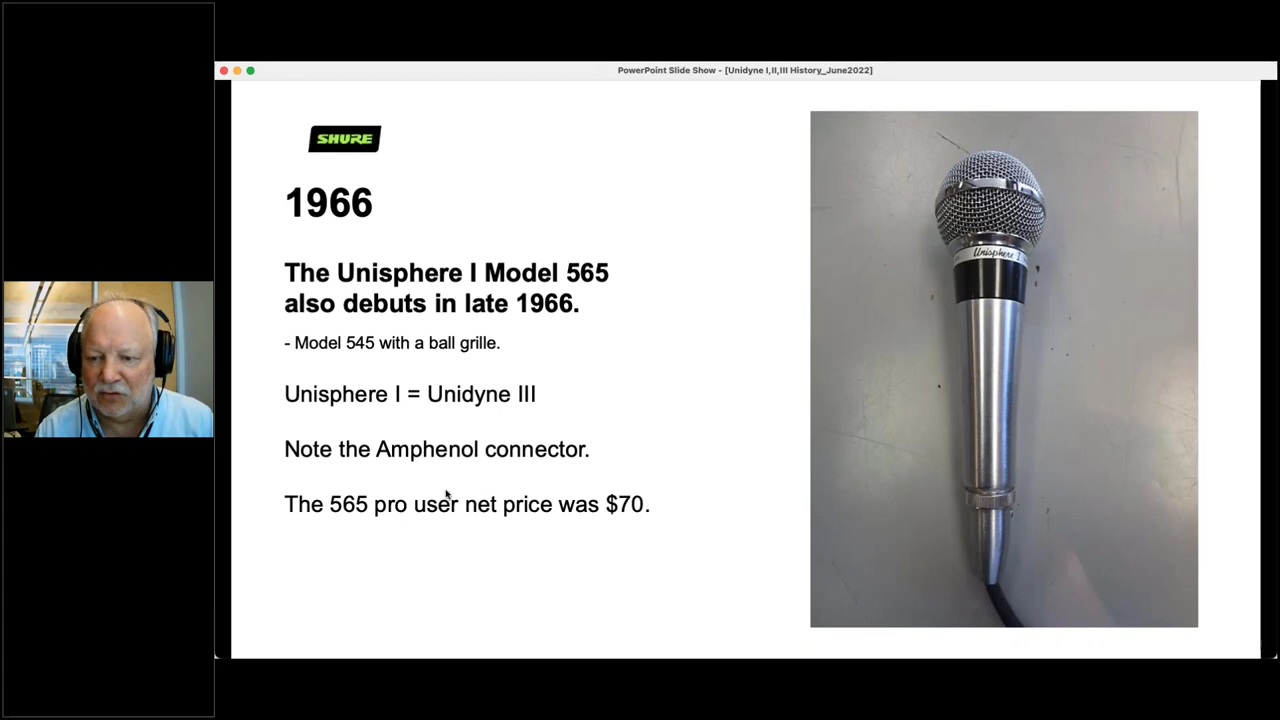 PowerPoint Slide Show - [Unidyne I,II,III History_June2022]
SHURE
1966
The Unisphere I Model 565
also debuts in late 1966.
- Model 545 with a ball grille.
Unisphere I = Unidyne III
Note the Amphenol connector.
The 565 pro user net price was $70.
Unisphere I